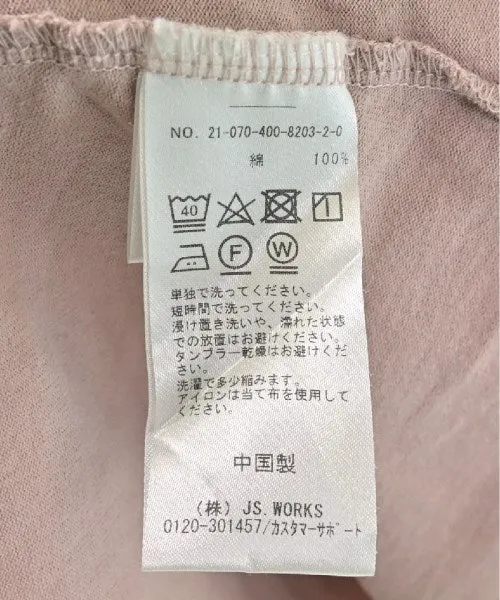 NO. 21-070-400-8203-2-0
綿 100%
40
F W
単独で洗ってください。
短時間で洗ってください。
浸け置き洗いや、濡れた状態
での放置はお避けください。
タンブラー乾燥はお避けくだ
さい。
洗濯で多少縮みます。
アイロンは当て布を使用して
ください。
中国製
(株) JS.WORKS
0120-301457/カスタマーサポート